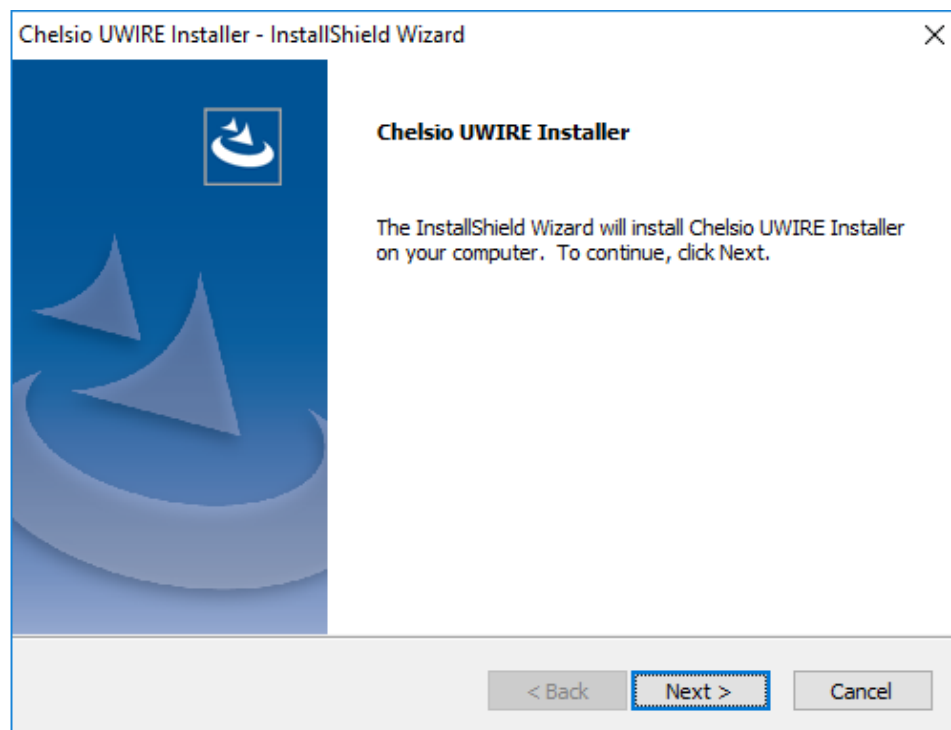 Chelsio UWIRE Installer - InstallShield Wizard
Chelsio UWIRE Installer
The InstallShield Wizard will install Chelsio UWIRE Installer
on your computer. To continue, click Next.
< Back
Next >
Cancel